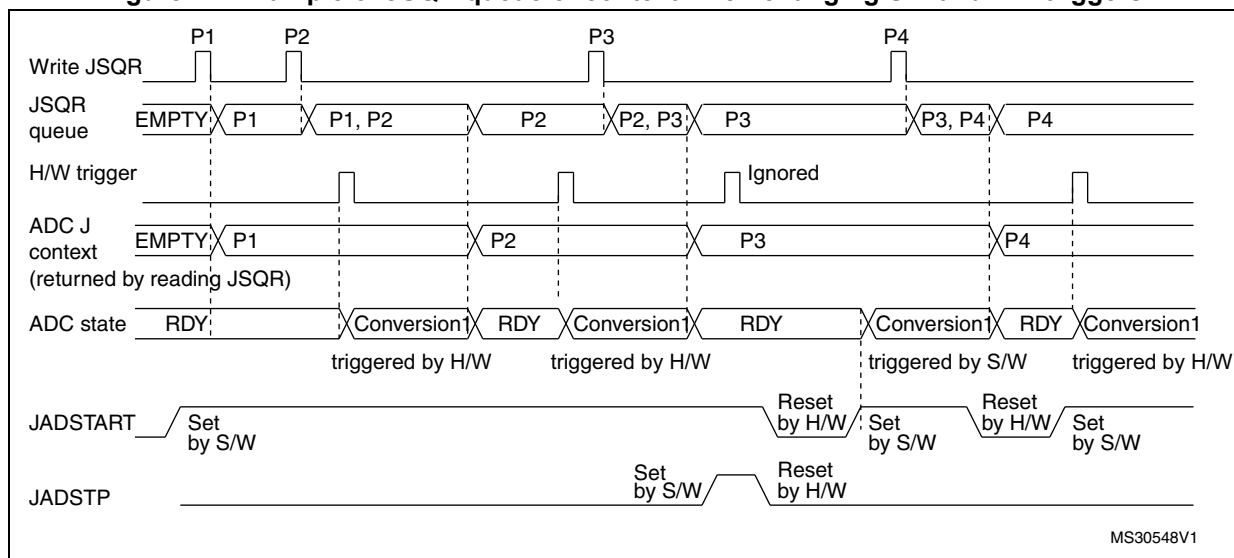 P1 P2 P3 P4
Write JSQR
JSQR
queue
EMPTY P1 P1, P2 P2 P2, P3 P3 P3, P4 P4
H/W trigger
Ignored
ADC J
context
(returned by reading JSQR)
EMPTY P1 P2 P3 P4
ADC state RDY Conversion1 RDY Conversion1 RDY Conversion1 RDY Conversion1
triggered by H/W triggered by H/W triggered by S/W triggered by H/W
JADSTART
Set
by S/W
Reset
by H/W
Set
by S/W
Reset
by H/W
Set
by S/W
JADSTP
Set
by S/W
Reset
by H/W
MS30548V1